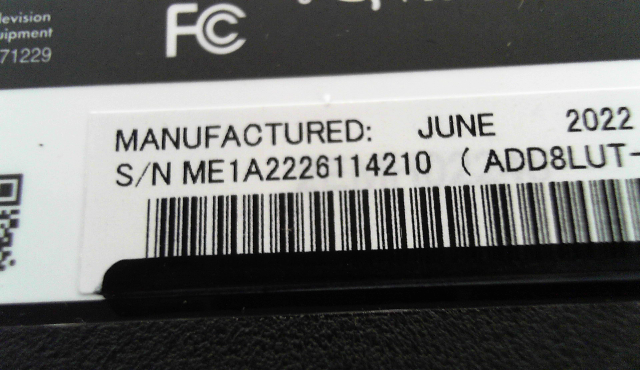 levision
uipment
71229
FC
MANUFACTURED: JUNE 2022
S/N ME1A2226114210 ( ADD8LUT-